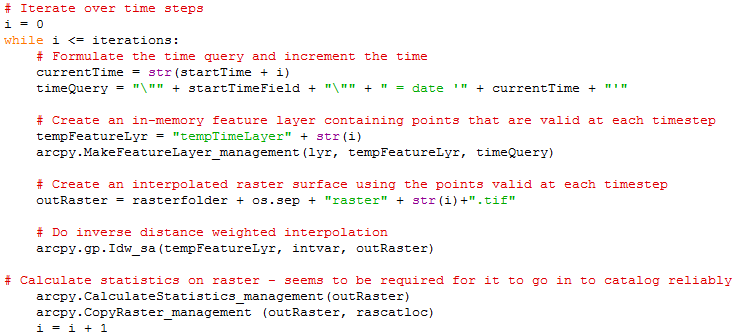 # Iterate over time steps
i = 0
while i <= iterations:
    # Formulate the time query and increment the time
    currentTime = str(startTime + i)
    timeQuery = "\"" + startTimeField + "\"" + " = date '" + currentTime + "'"

    # Create an in-memory feature layer containing points that are valid at each timestep
    tempFeatureLyr = "tempTimeLayer" + str(i)
    arcpy.MakeFeatureLayer_management(lyr, tempFeatureLyr, timeQuery)

    # Create an interpolated raster surface using the points valid at each timestep
    outRaster = rasterfolder + os.sep + "raster" + str(i)+".tif"

    # Do inverse distance weighted interpolation
    arcpy.gp.Idw_sa(tempFeatureLyr, intvar, outRaster)

# Calculate statistics on raster - seems to be required for it to go in to catalog reliably
    arcpy.CalculateStatistics_management(outRaster)
    arcpy.CopyRaster_management (outRaster, rascatloc)
    i = i + 1